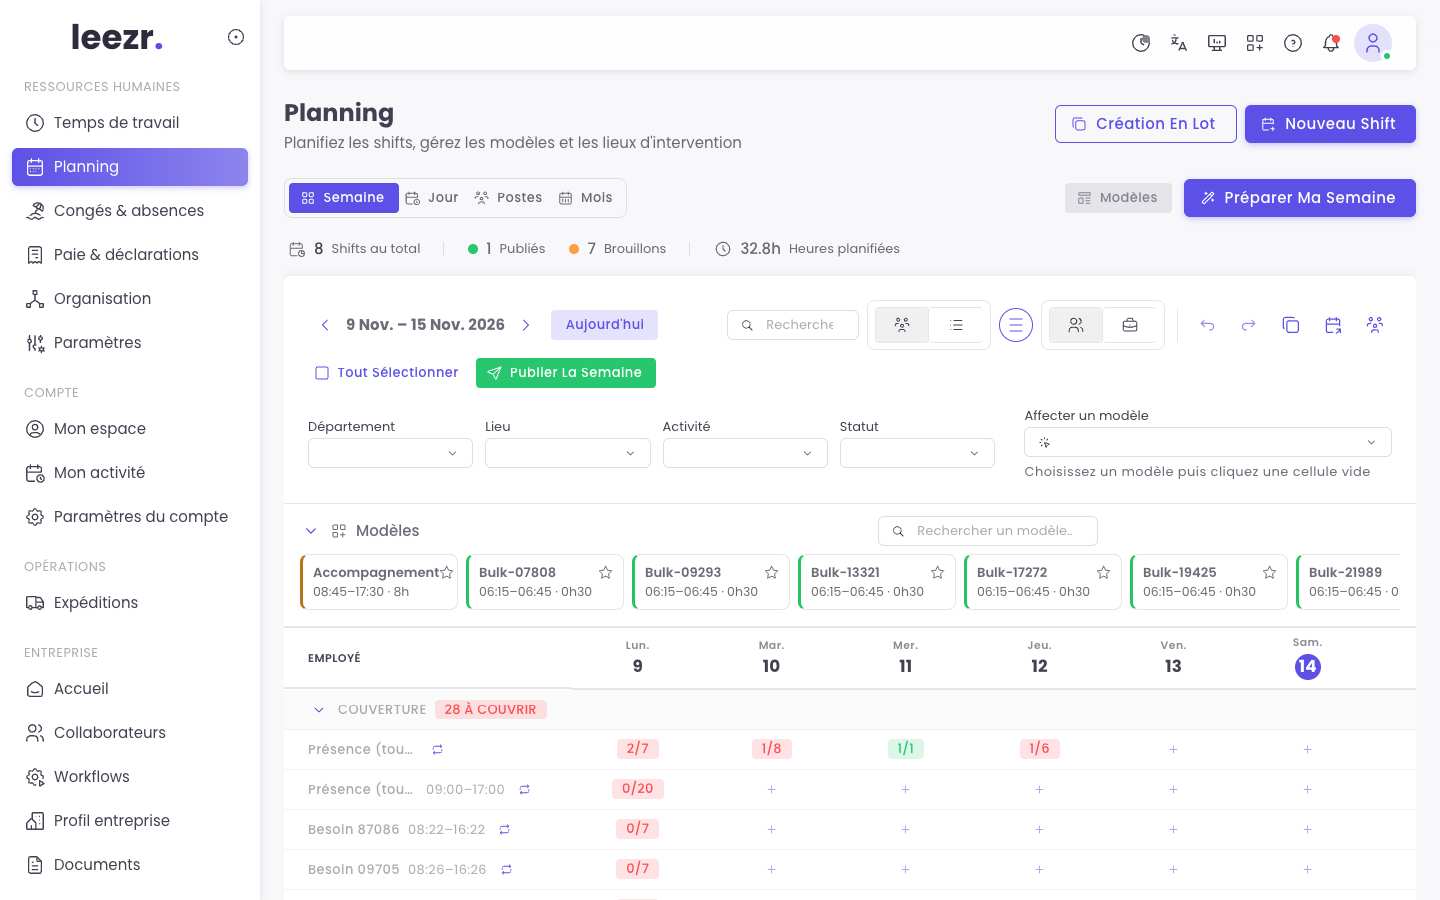 leezr.
RESSOURCES HUMAINES
Temps de travail
Planning
Congés & absences
Paie & déclarations
Organisation
Paramètres
COMPTE
Mon espace
Mon activité
Paramètres du compte
OPÉRATIONS
Expéditions
ENTREPRISE
Accueil
Collaborateurs
Workflows
Profil entreprise
Documents
Planning
Planifiez les shifts, gérez les modèles et les lieux d'intervention
Création En Lot
Nouveau Shift
Semaine Jour Postes Mois
Modèles
Préparer Ma Semaine
8 Shifts au total 1 Publiés 7 Brouillons 32.8h Heures planifiées
9 Nov. – 15 Nov. 2026
Aujourd'hui
Recherche
Tout Sélectionner
Publier La Semaine
Département Lieu Activité Statut
Affecter un modèle
Choisissez un modèle puis cliquez une cellule vide
Modèles
Rechercher un modèle..
Accompagnement
08:45–17:30 · 8h
Bulk-07808
06:15–06:45 · 0h30
Bulk-09293
06:15–06:45 · 0h30
Bulk-13321
06:15–06:45 · 0h30
Bulk-17272
06:15–06:45 · 0h30
Bulk-19425
06:15–06:45 · 0h30
Bulk-21989
06:15–06:45 · 0
EMPLOYÉ
Lun. 9
Mar. 10
Mer. 11
Jeu. 12
Ven. 13
Sam. 14
COUVERTURE 28 À COUVRIR
Présence (tou... 2/7 1/8 1/1 1/6 + +
Présence (tou... 09:00–17:00 0/20 + + + + +
Besoin 87086 08:22–16:22 0/7 + + + + +
Besoin 09705 08:26–16:26 0/7 + + + + +